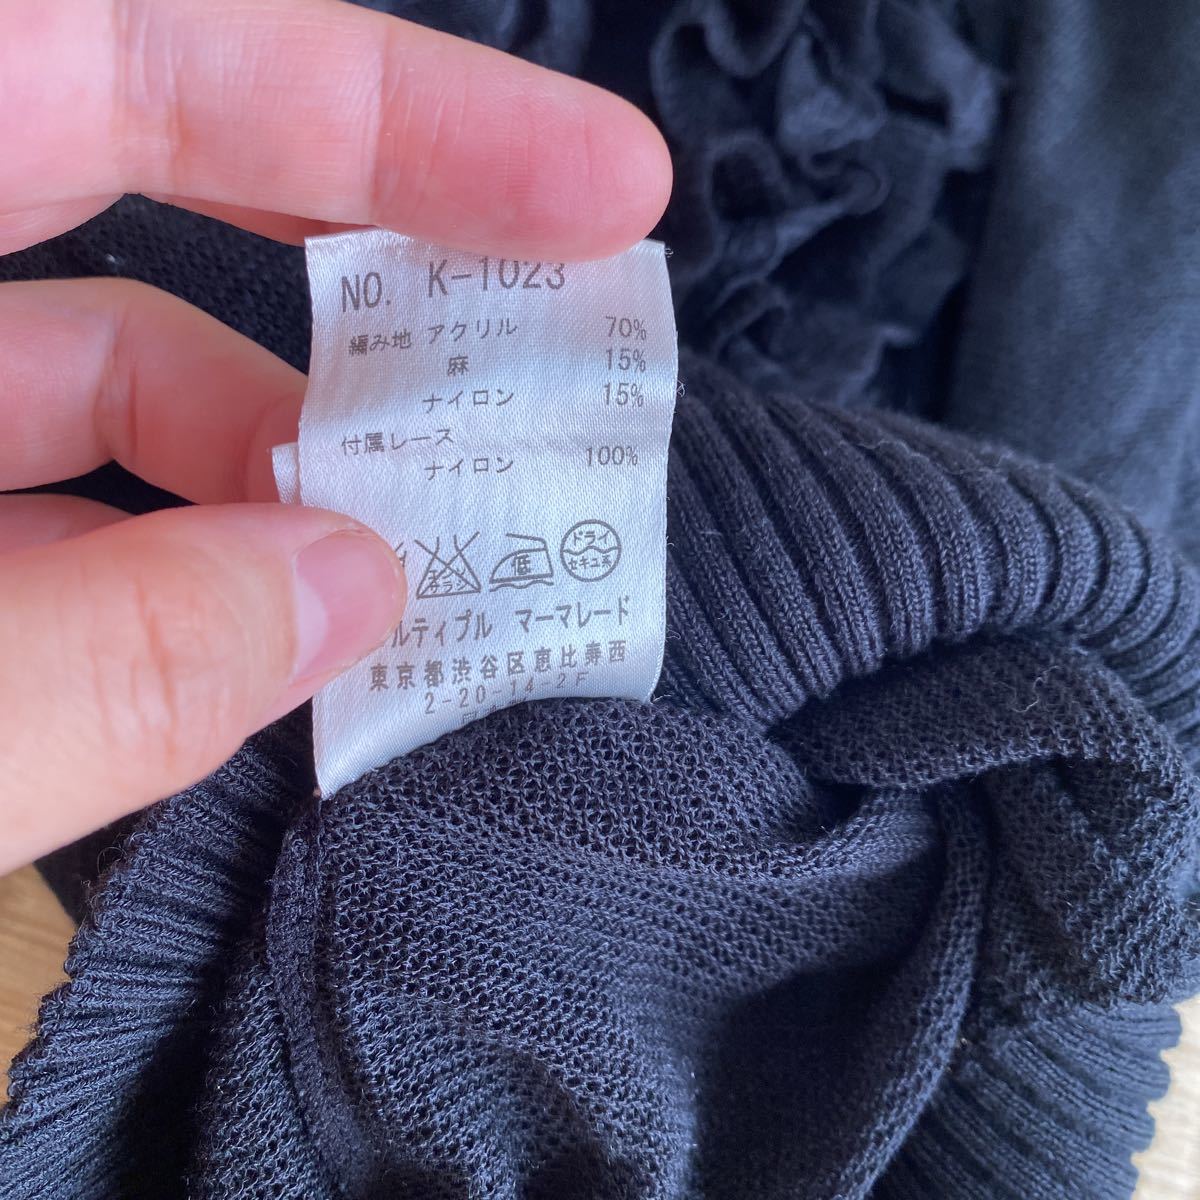 NO. K-1023
編み地 アクリル 70%
麻 15%
ナイロン 15%
付属レース
ナイロン 100%
低 ドライ
セキユ系
ルティプル マーマレード
東京都渋谷区恵比寿西
2-20-14-2F